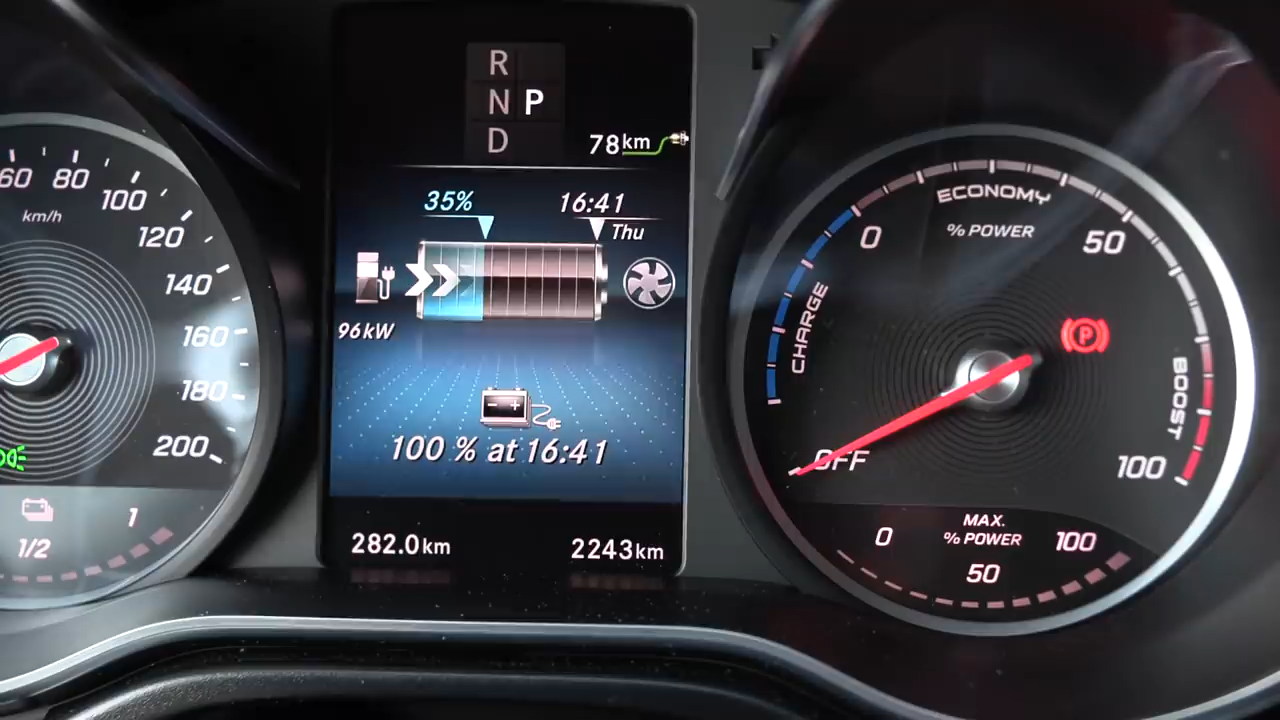 R
N P
D
78km
35% 16:41
Thu
96kW
- +
100 % at 16:41
282.0km 2243km
60 80 100 120 140 160 180 200
km/h
1/2 1
ECONOMY
% POWER
0 50 100
CHARGE
BOOST
OFF
P
MAX.
% POWER
0 50 100